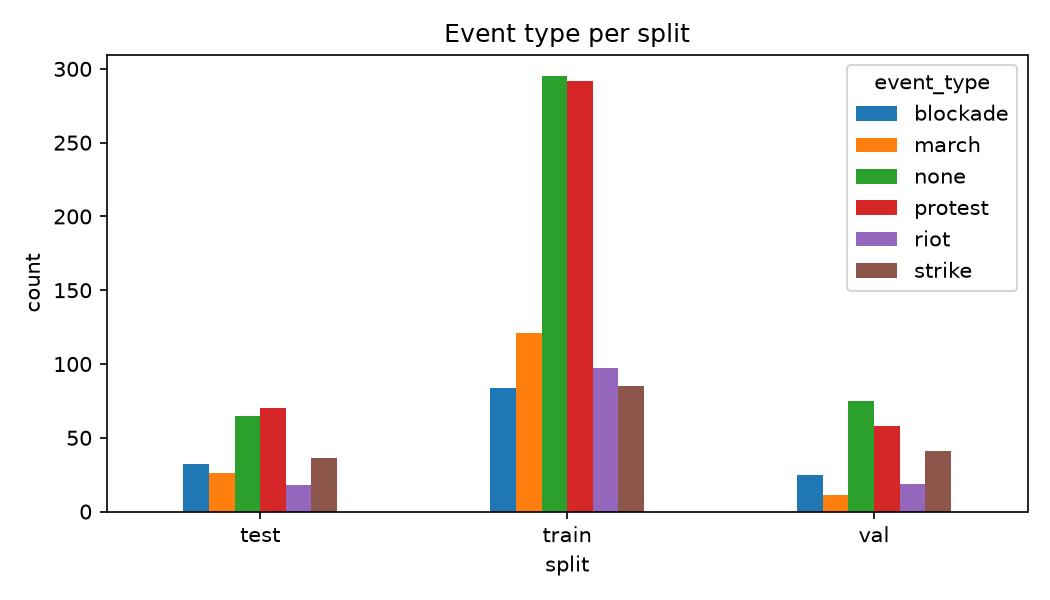 Event type per split
300
250
200
150
100
50
0
count
event_type
blockade
march
none
protest
riot
strike
test train val
split